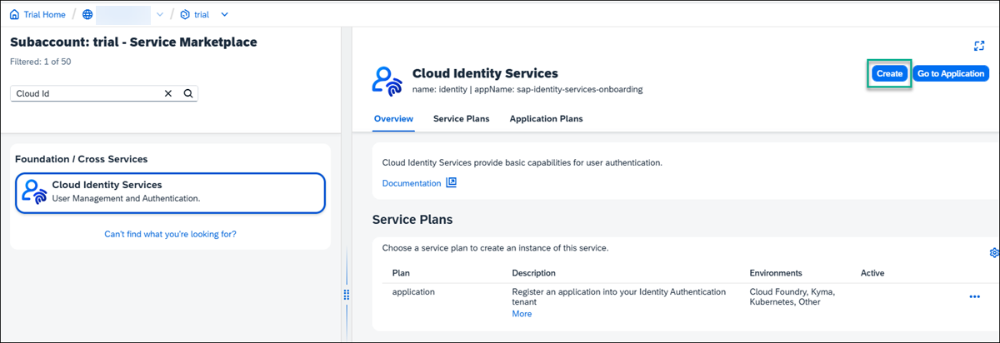 Trial Home / / trial
Subaccount: trial - Service Marketplace
Filtered: 1 of 50
Cloud Id
Foundation / Cross Services
Cloud Identity Services
User Management and Authentication.
Can't find what you're looking for?
Cloud Identity Services
name: identity | appName: sap-identity-services-onboarding
Create
Go to Application
Overview Service Plans Application Plans
Cloud Identity Services provide basic capabilities for user authentication.
Documentation
Service Plans
Choose a service plan to create an instance of this service.
Plan Description Environments Active
application Register an application into your Identity Authentication Cloud Foundry, Kyma,
tenant Kubernetes, Other
More